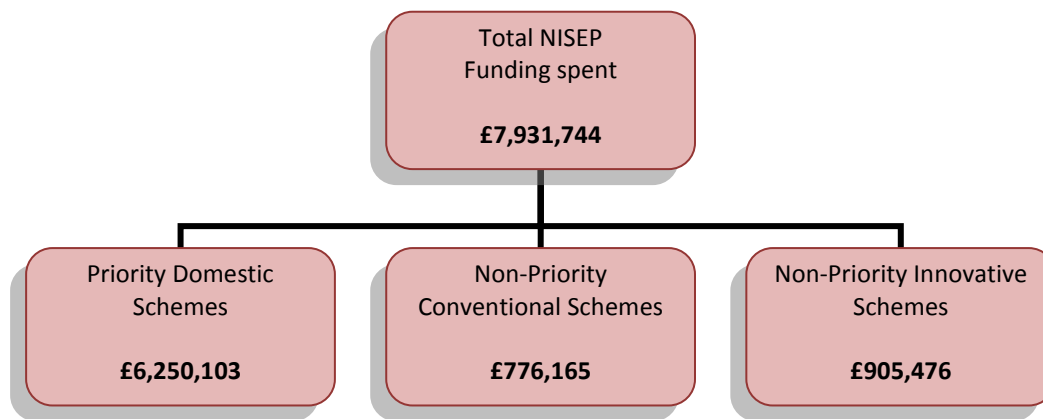 Total NISEP
Funding spent
£7,931,744
Priority Domestic
Schemes
£6,250,103
Non-Priority
Conventional Schemes
£776,165
Non-Priority Innovative
Schemes
£905,476